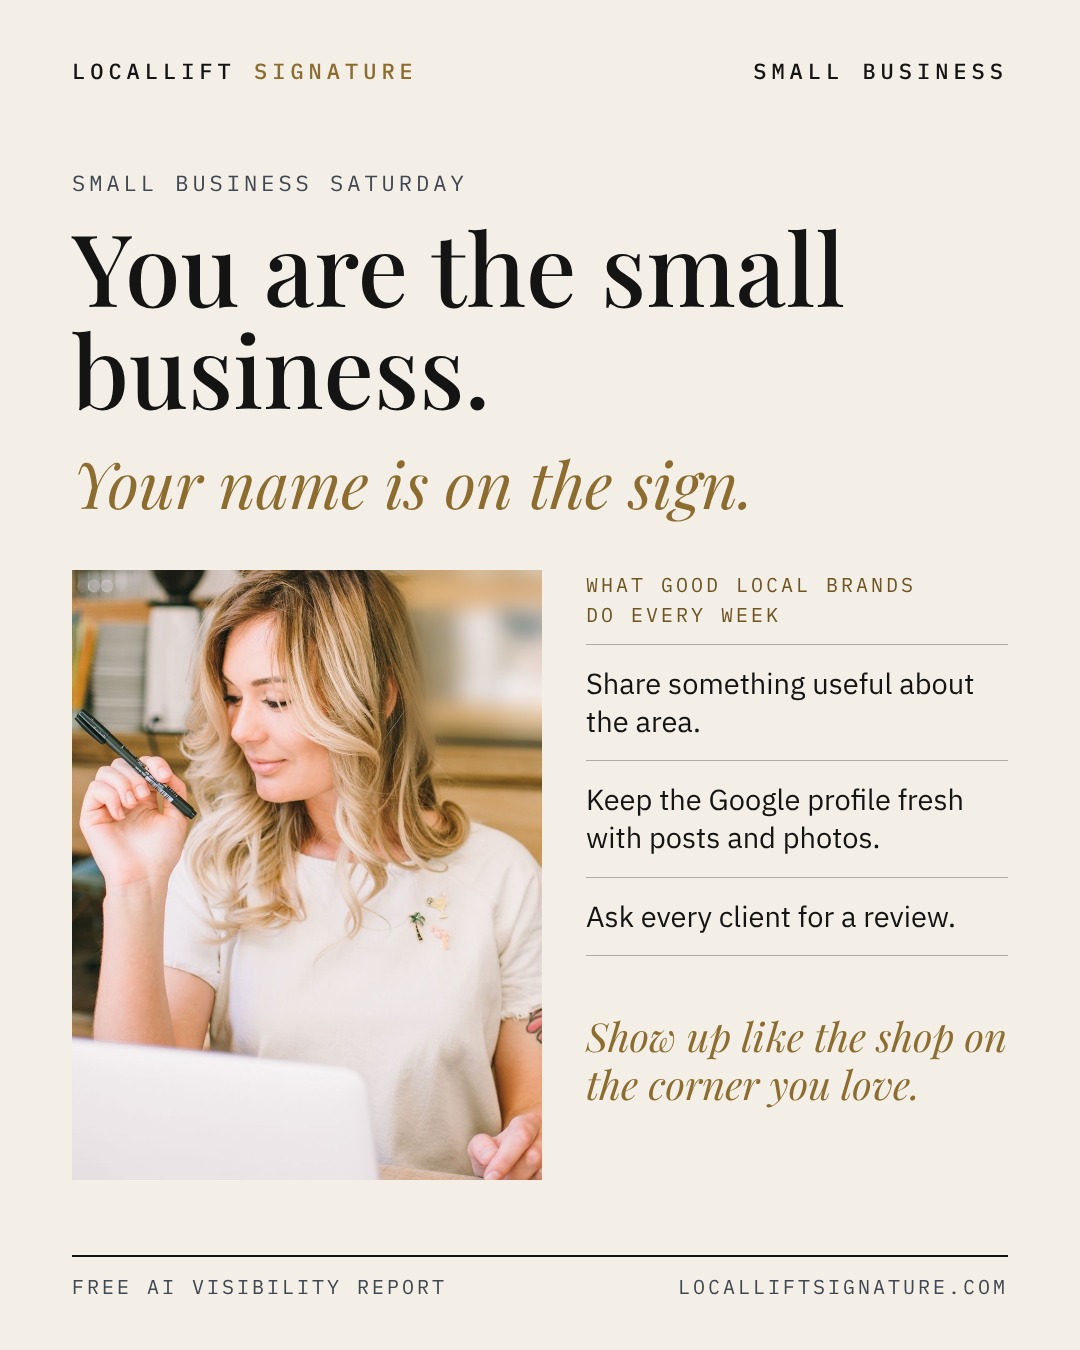 LOCALLIFT SIGNATURE
SMALL BUSINESS
SMALL BUSINESS SATURDAY
You are the small
business.
Your name is on the sign.
WHAT GOOD LOCAL BRANDS
DO EVERY WEEK
Share something useful about
the area.
Keep the Google profile fresh
with posts and photos.
Ask every client for a review.
Show up like the shop on
the corner you love.
FREE AI VISIBILITY REPORT
LOCALLIFTSIGNATURE.COM